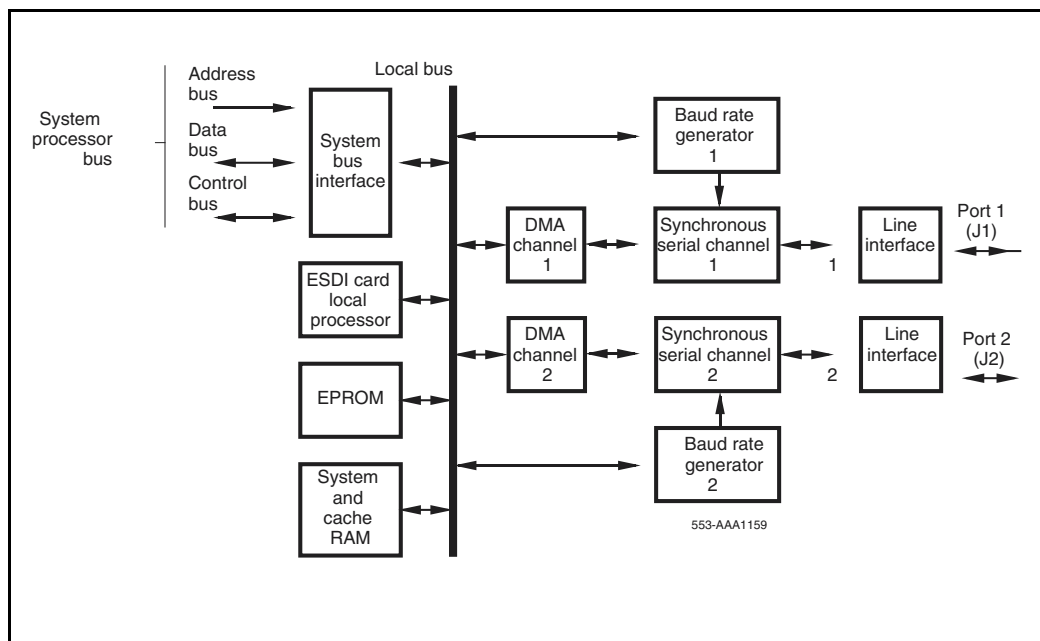 Local bus
System
processor
bus
Address
bus
Data
bus
Control
bus
System
bus
interface
ESDI card
local
processor
EPROM
System
and
cache
RAM
Baud rate
generator
1
DMA
channel
1
Synchronous
serial channel
1
1
Line
interface
Port 1
(J1)
DMA
channel
2
Synchronous
serial channel
2
2
Line
interface
Port 2
(J2)
Baud rate
generator
2
553-AAA1159